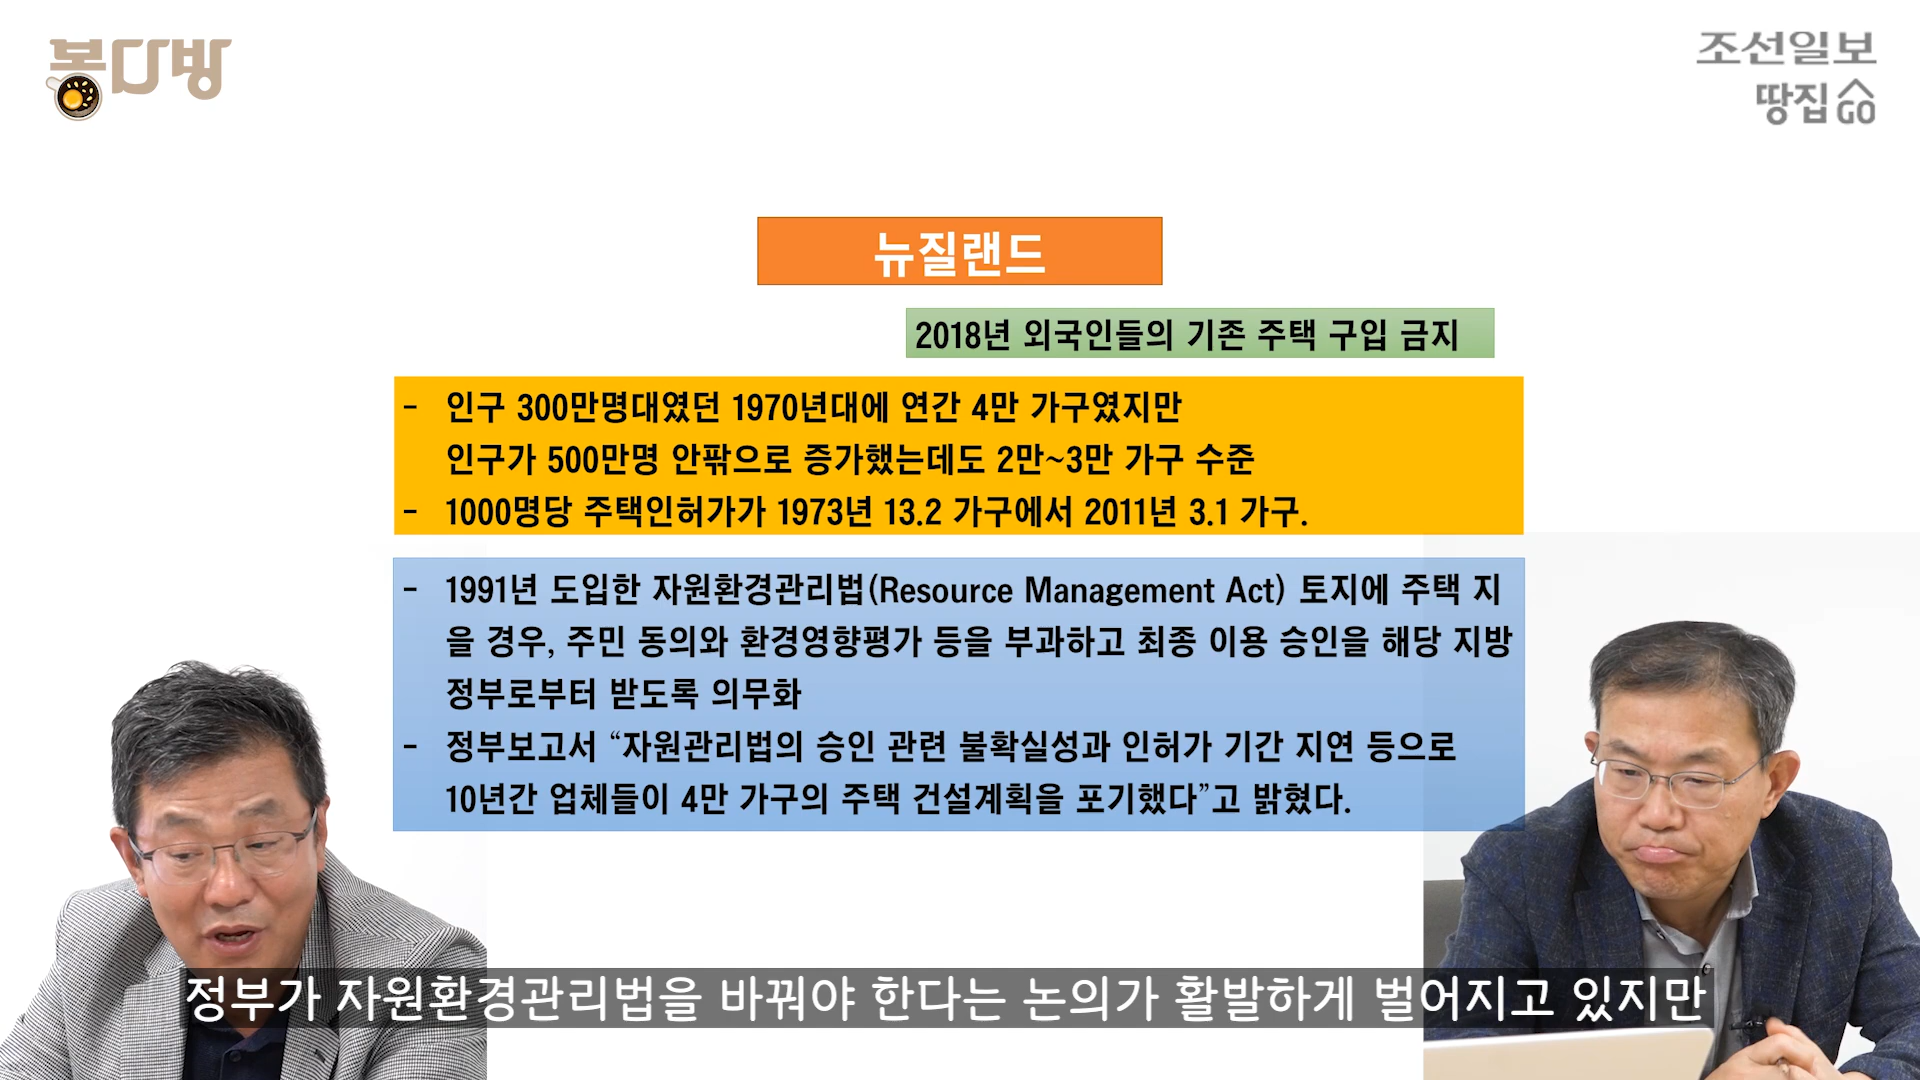 봉다방
조선일보
땅집GO
뉴질랜드
2018년 외국인들의 기존 주택 구입 금지
- 인구 300만명대였던 1970년대에 연간 4만 가구였지만
인구가 500만명 안팎으로 증가했는데도 2만~3만 가구 수준
- 1000명당 주택인허가가 1973년 13.2 가구에서 2011년 3.1 가구.
- 1991년 도입한 자원환경관리법(Resource Management Act) 토지에 주택 지
을 경우, 주민 동의와 환경영향평가 등을 부과하고 최종 이용 승인을 해당 지방
정부로부터 받도록 의무화
- 정부보고서 “자원관리법의 승인 관련 불확실성과 인허가 기간 지연 등으로
10년간 업체들이 4만 가구의 주택 건설계획을 포기했다”고 밝혔다.
정부가 자원환경관리법을 바꿔야 한다는 논의가 활발하게 벌어지고 있지만